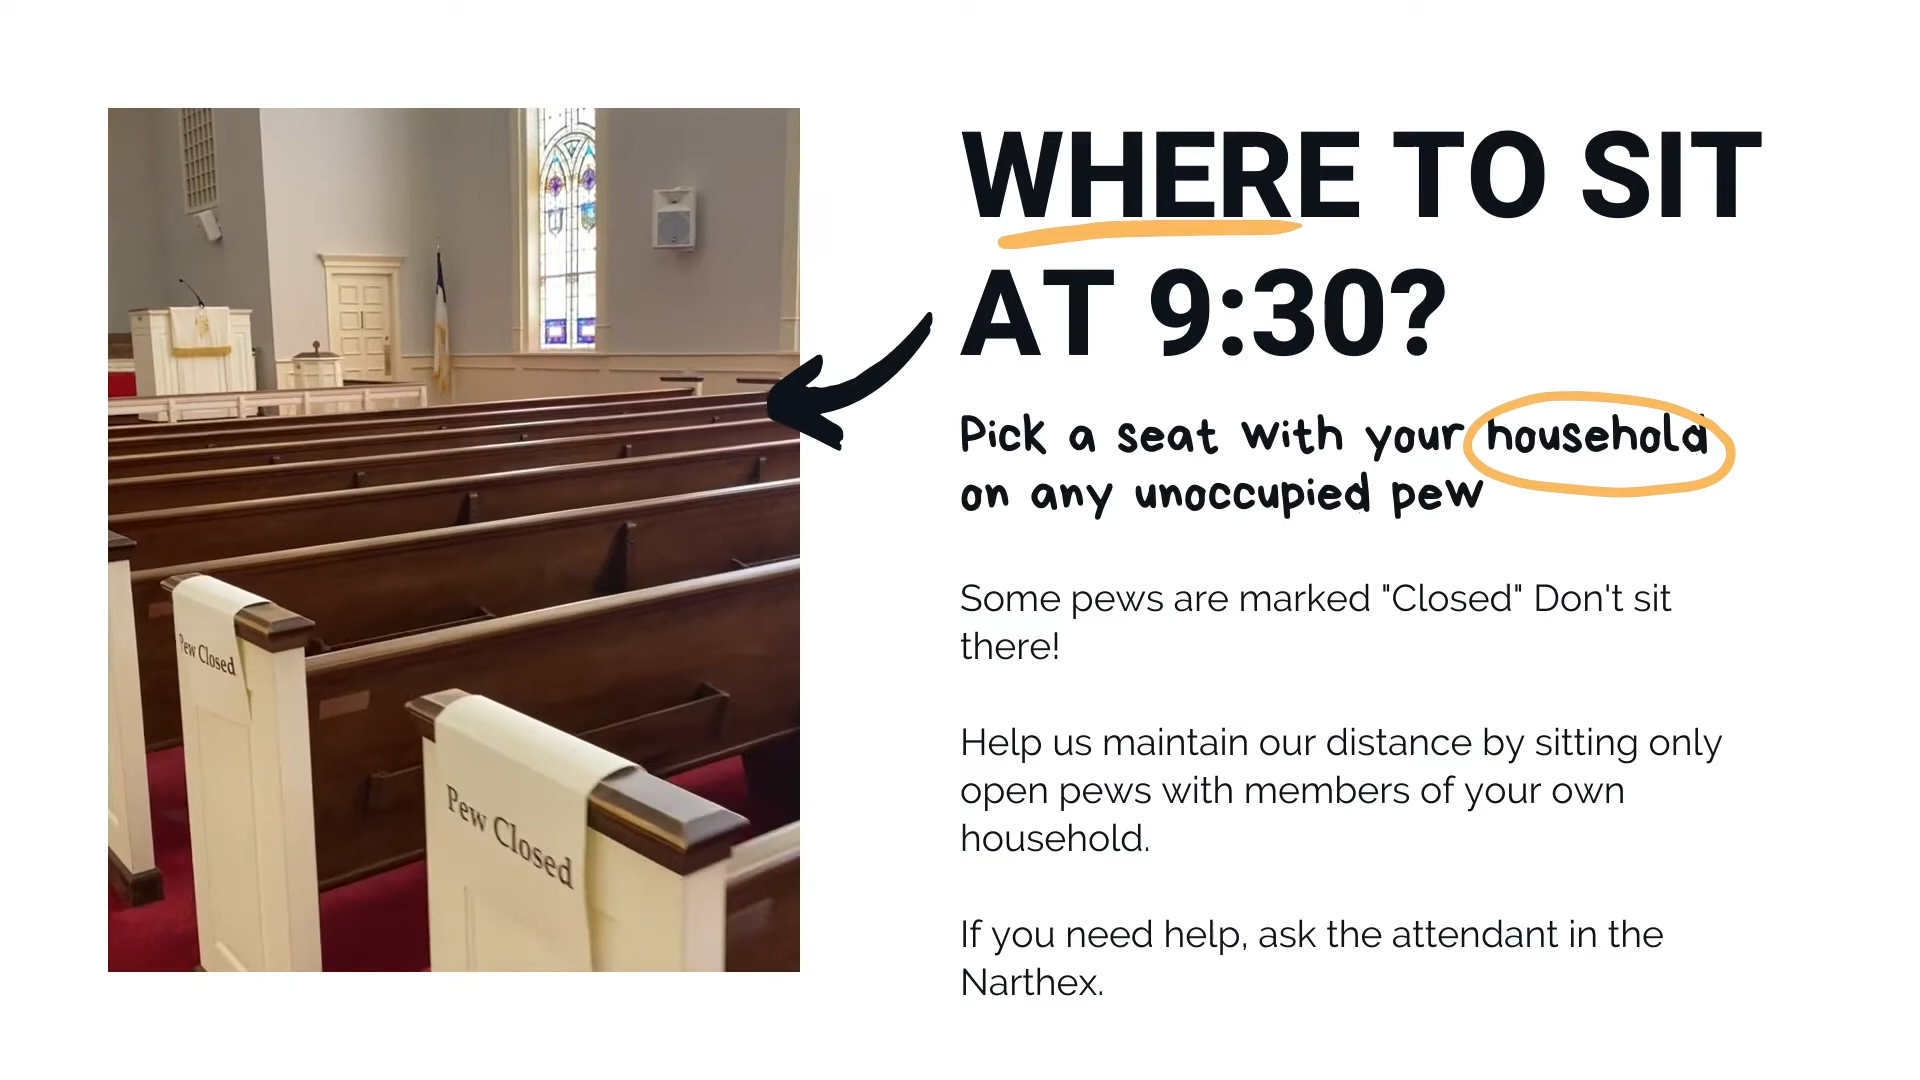 WHERE TO SIT
AT 9:30?
Pick a seat with your household
on any unoccupied pew
Some pews are marked "Closed" Don't sit
there!
Help us maintain our distance by sitting only
open pews with members of your own
household.
If you need help, ask the attendant in the
Narthex.
Pew Closed
Pew Closed